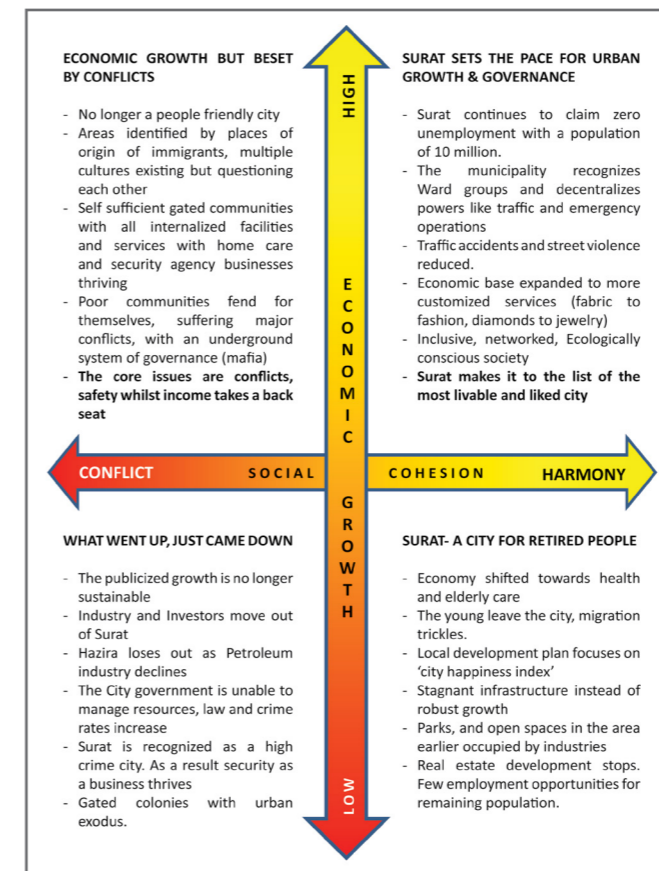 ECONOMIC GROWTH BUT BESET
BY CONFLICTS
- No longer a people friendly city
- Areas identified by places of
origin of immigrants, multiple
cultures existing but questioning
each other
- Self sufficient gated communities
with all internalized facilities
and services with home care
and security agency businesses
thriving
- Poor communities fend for
themselves, suffering major
conflicts, with an underground
system of governance (mafia)
- The core issues are conflicts,
safety whilst income takes a back
seat
HIGH
ECONOMIC GROWTH
LOW
SURAT SETS THE PACE FOR URBAN
GROWTH & GOVERNANCE
- Surat continues to claim zero
unemployment with a population
of 10 million.
- The municipality recognizes
Ward groups and decentralizes
powers like traffic and emergency
operations
- Traffic accidents and street violence
reduced.
- Economic base expanded to more
customized services (fabric to
fashion, diamonds to jewelry)
- Inclusive, networked, Ecologically
conscious society
- Surat makes it to the list of the
most livable and liked city
CONFLICT SOCIAL COHESION HARMONY
WHAT WENT UP, JUST CAME DOWN
- The publicized growth is no longer
sustainable
- Industry and Investors move out
of Surat
- Hazira loses out as Petroleum
industry declines
- The City government is unable to
manage resources, law and crime
rates increase
- Surat is recognized as a high
crime city. As a result security as
a business thrives
- Gated colonies with urban
exodus.
SURAT- A CITY FOR RETIRED PEOPLE
- Economy shifted towards health
and elderly care
- The young leave the city, migration
trickles.
- Local development plan focuses on
‘city happiness index’
- Stagnant infrastructure instead of
robust growth
- Parks, and open spaces in the area
earlier occupied by industries
- Real estate development stops.
Few employment opportunities for
remaining population.